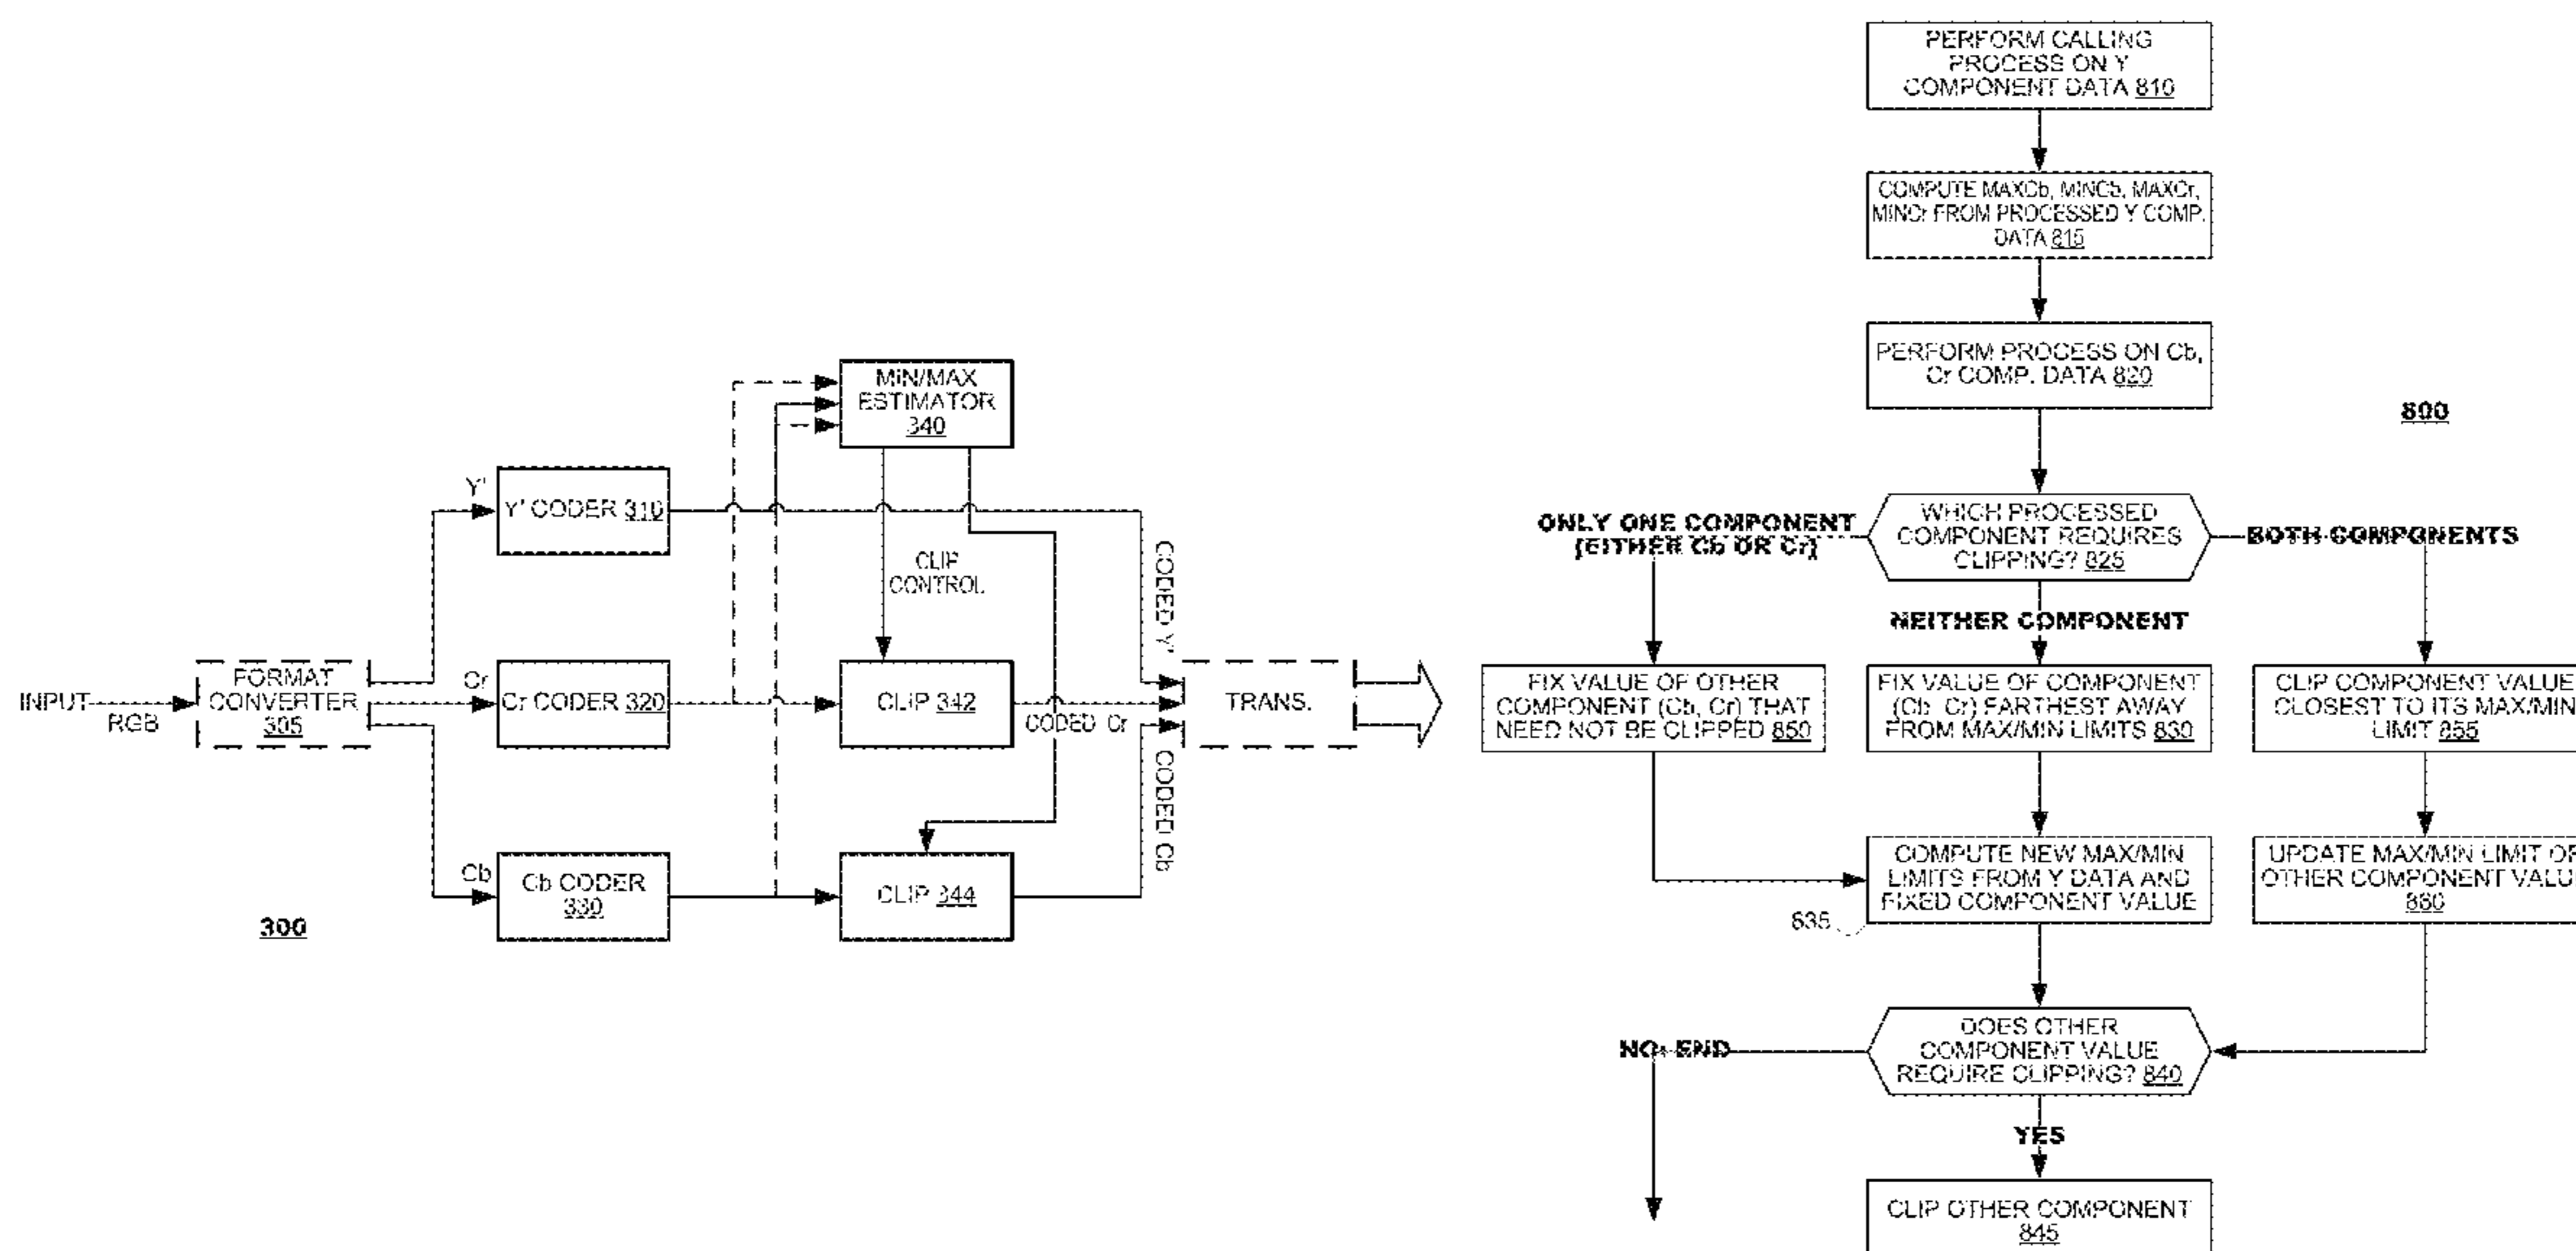 INPUT
RGB
FORMAT
CONVERTER
305
Y'
Cr
Cb
Y' CODER 310
Cr CODER 320
Cb CODER
330
MIN/MAX
ESTIMATOR
340
CLIP
CONTROL
CLIP 342
CLIP 344
CODED Y'
CODED Cr
CODED Cb
TRANS.
300
PERFORM CALLING
PROCESS ON Y
COMPONENT DATA 810
COMPUTE MAXCb, MINCb, MAXCr,
MINCr FROM PROCESSED Y COMP.
DATA 815
PERFORM PROCESS ON Cb,
Cr COMP. DATA 820
800
WHICH PROCESSED
COMPONENT REQUIRES
CLIPPING? 825
ONLY ONE COMPONENT
[EITHER Cb OR Cr]
BOTH COMPONENTS
NEITHER COMPONENT
FIX VALUE OF OTHER
COMPONENT (Cb, Cr) THAT
NEED NOT BE CLIPPED 850
FIX VALUE OF COMPONENT
(Cb, Cr) FARTHEST AWAY
FROM MAX/MIN LIMITS 830
CLIP COMPONENT VALUE
CLOSEST TO ITS MAX/MIN
LIMIT 855
COMPUTE NEW MAX/MIN
LIMITS FROM Y DATA AND
FIXED COMPONENT VALUE
835
UPDATE MAX/MIN LIMIT OF
OTHER COMPONENT VALU
860
DOES OTHER
COMPONENT VALUE
REQUIRE CLIPPING? 840
NO: END
YES
CLIP OTHER COMPONENT
845